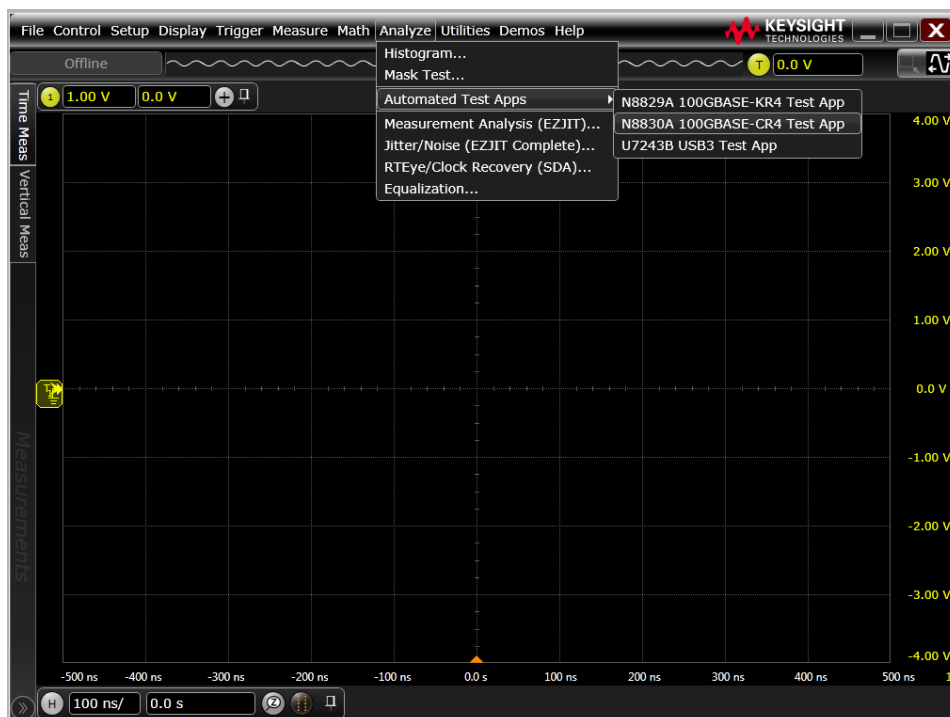 File Control Setup Display Trigger Measure Math Analyze Utilities Demos Help
KEYSIGHT
TECHNOLOGIES
Offline
T 0.0 V
Histogram...
Mask Test...
Automated Test Apps
Measurement Analysis (EZJIT)...
Jitter/Noise (EZJIT Complete)...
RTEye/Clock Recovery (SDA)...
Equalization...
N8829A 100GBASE-KR4 Test App
N8830A 100GBASE-CR4 Test App
U7243B USB3 Test App
1 1.00 V 0.0 V
Time Meas
Vertical Meas
Measurements
4.00 V
3.00 V
2.00 V
1.00 V
0.0 V
-1.00 V
-2.00 V
-3.00 V
-4.00 V
-500 ns -400 ns -300 ns -200 ns -100 ns 0.0 s 100 ns 200 ns 300 ns 400 ns 500 ns
H 100 ns/ 0.0 s